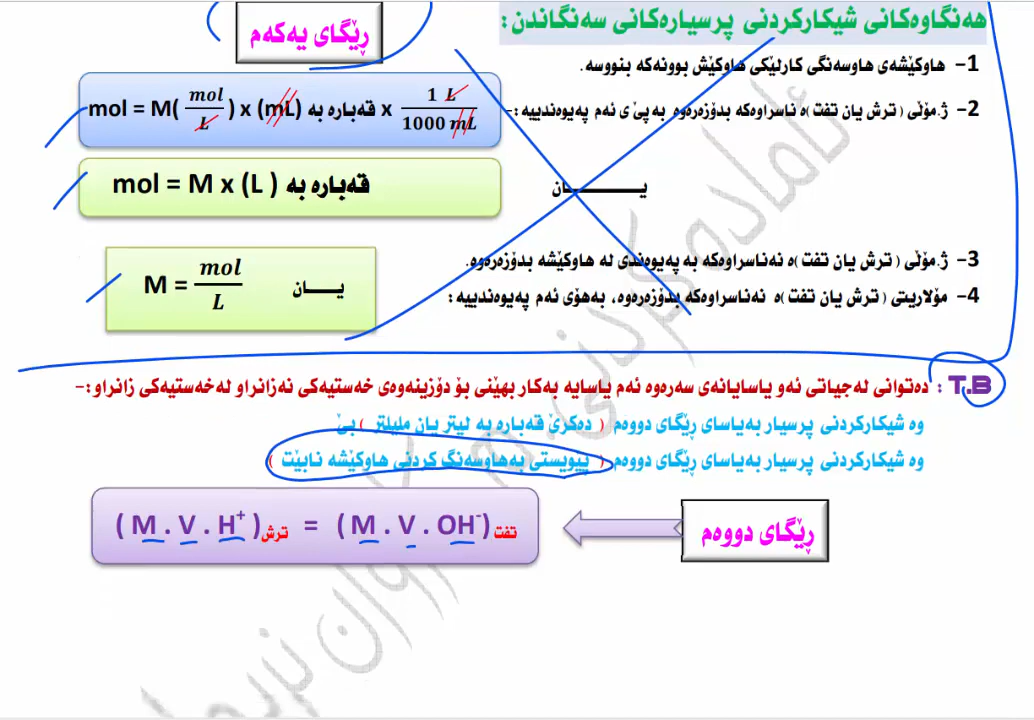 هەنگاوەکانی شیکارکردنی پرسیارەکانی سەنگاندن:
ڕێگای یەکەم
1- هاوکێشەی هاوسەنگی کارلێکی هاوکێش بوونەکە بنووسە.
2- ژ.مۆڵی (ترش یان تفت)ە ناسراوەکە بدۆزەرەوە بەپێ ی ئەم پەیوەندییە:-
mol = M( mol / L ) x (mL) قەبارە بە x 1 L / 1000 mL
یــــان
mol = M x (L ) قەبارە بە
3- ژ.مۆڵی (ترش یان تفت)ە نەناسراوەکە بە پەیوەندی لە هاوکێشە بدۆزەرەوە.
4- مۆلاریتی (ترش یان تفت)ە نەناسراوەکە بدۆزەرەوە، بەهۆی ئەم پەیوەندییە:
M = mol / L یــــان
T.B : دەتوانی لەجیاتی ئەو یاسایانەی سەرەوە ئەم یاسایە بەکار بهێنی بۆ دۆزینەوەی خەستیەکی نەزانراو لەخەستیەکی زانراو:-
وە شیکارکردنی پرسیار بەیاسای ڕێگای دووەم ( دەکرێ قەبارە بە لیتر یان ملیلتر ) بێ
وە شیکارکردنی پرسیار بەیاسای ڕێگای دووەم ( پێویستی بەهاوسەنگ کردنی هاوکێشە نابێت )
ڕێگای دووەم
( M . V . H⁺ )ترش = ( M . V . OH⁻)تفت